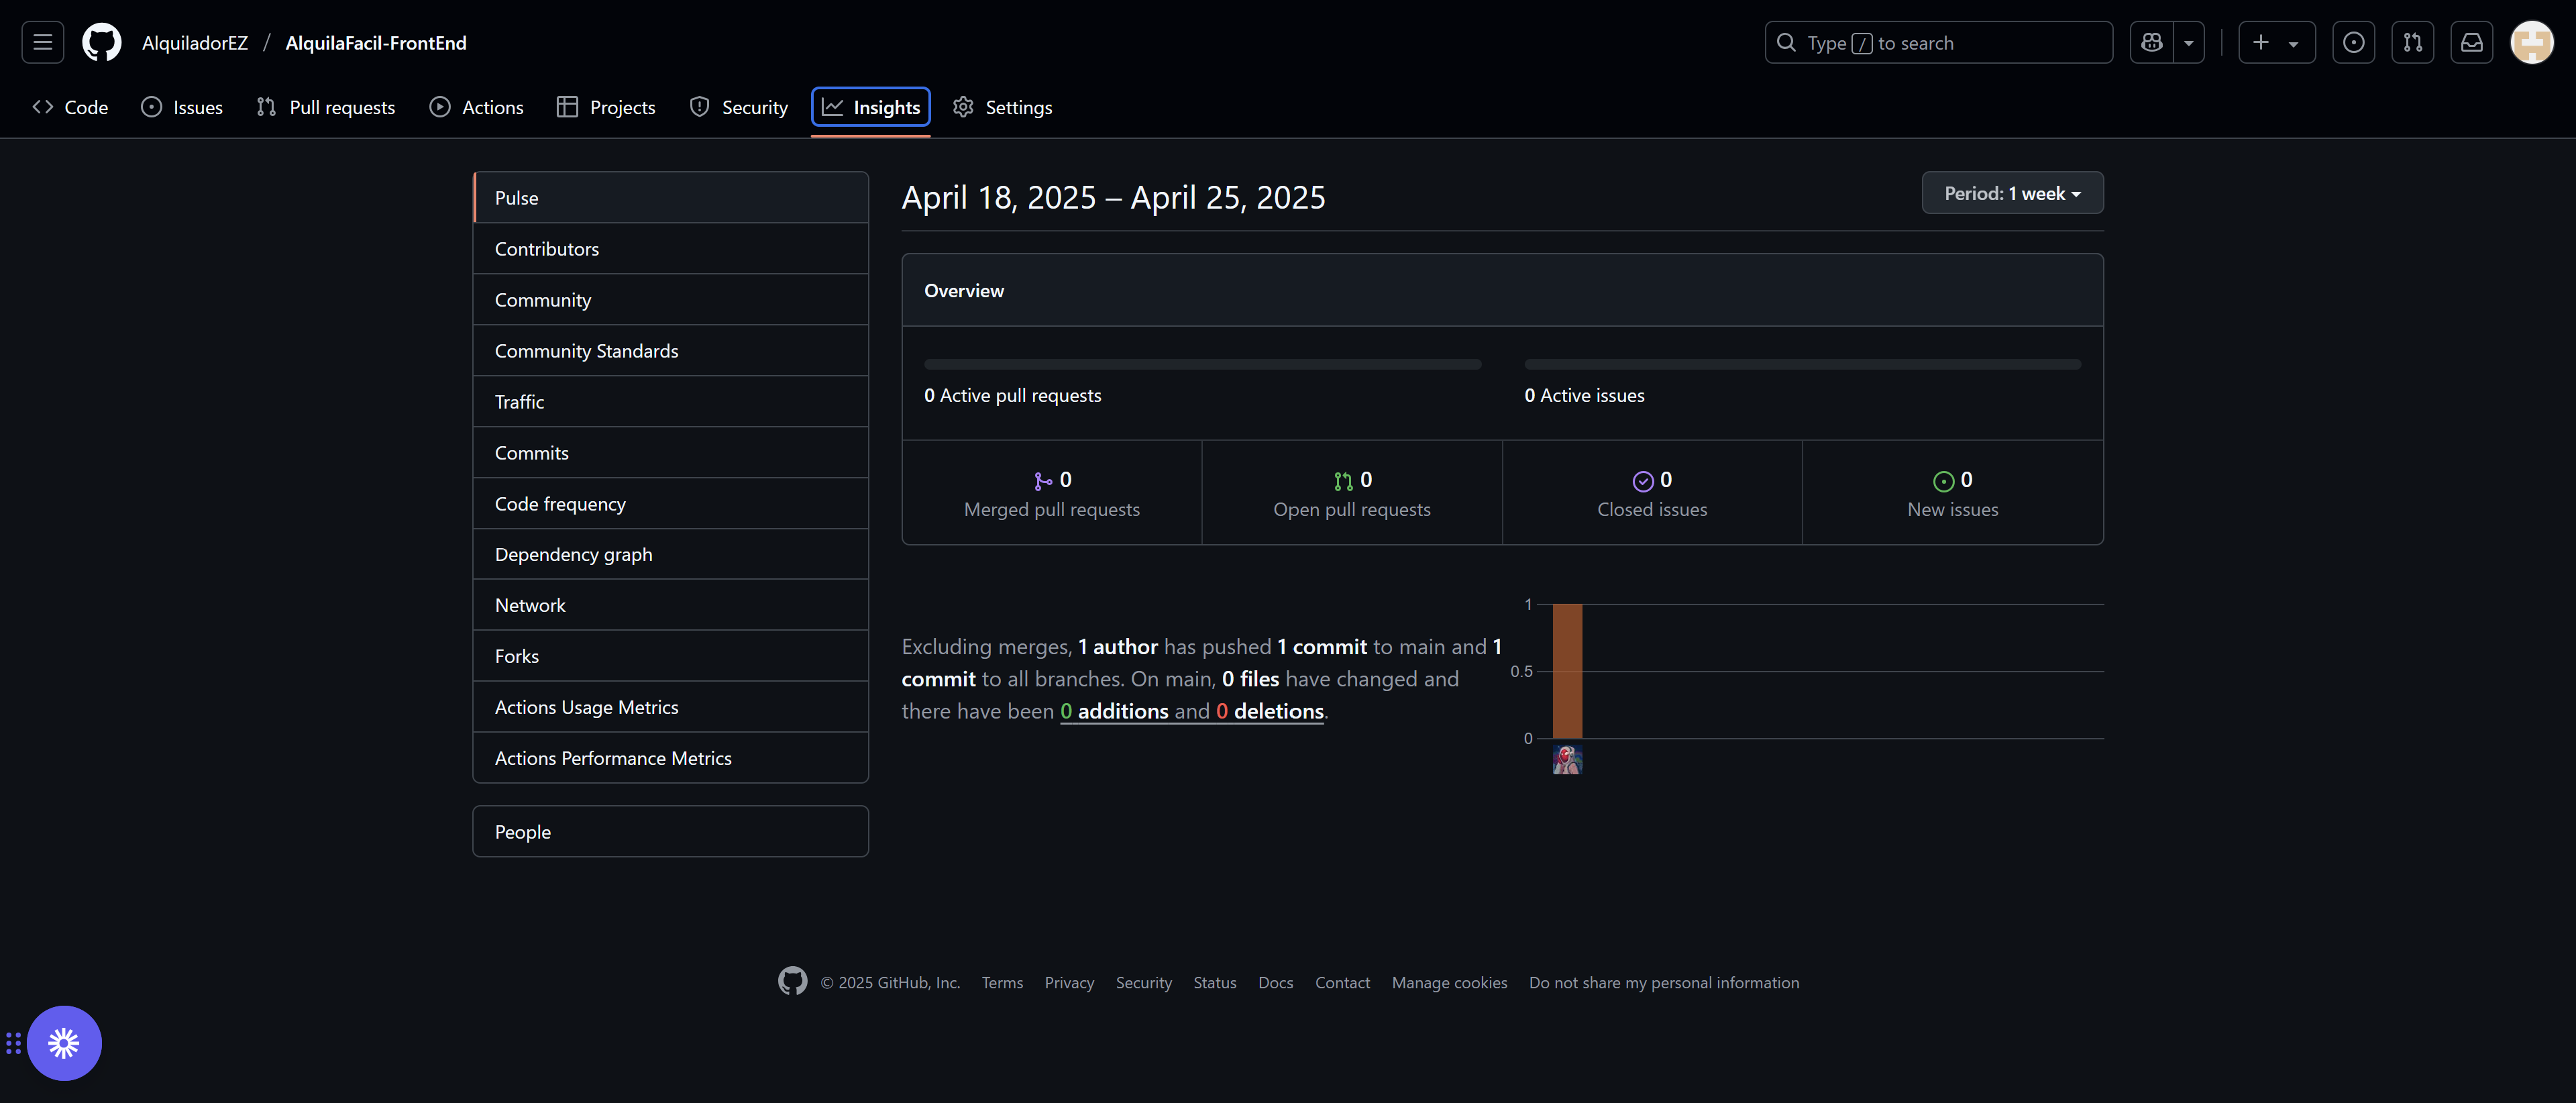 AlquiladorEZ / AlquilaFacil-FrontEnd
Type / to search
Code Issues Pull requests Actions Projects Security Insights Settings
Pulse
Contributors
Community
Community Standards
Traffic
Commits
Code frequency
Dependency graph
Network
Forks
Actions Usage Metrics
Actions Performance Metrics
People
April 18, 2025 – April 25, 2025
Period: 1 week
Overview
0 Active pull requests
0 Active issues
0
Merged pull requests
0
Open pull requests
0
Closed issues
0
New issues
Excluding merges, 1 author has pushed 1 commit to main and 1
commit to all branches. On main, 0 files have changed and
there have been 0 additions and 0 deletions.
1
0.5
0
© 2025 GitHub, Inc. Terms Privacy Security Status Docs Contact Manage cookies Do not share my personal information